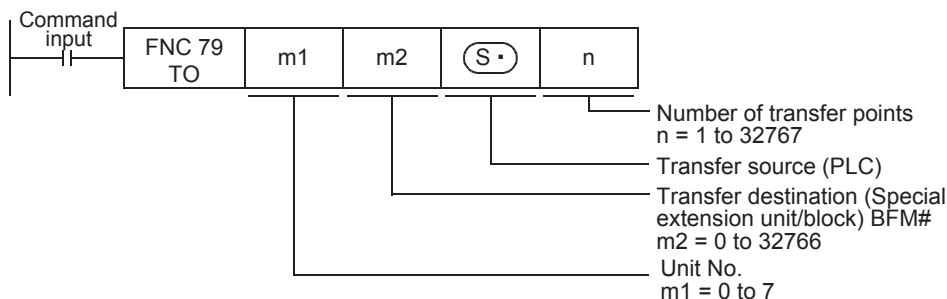 Command
input
FNC 79
TO
m1
m2
S·
n
Number of transfer points
n = 1 to 32767
Transfer source (PLC)
Transfer destination (Special
extension unit/block) BFM#
m2 = 0 to 32766
Unit No.
m1 = 0 to 7